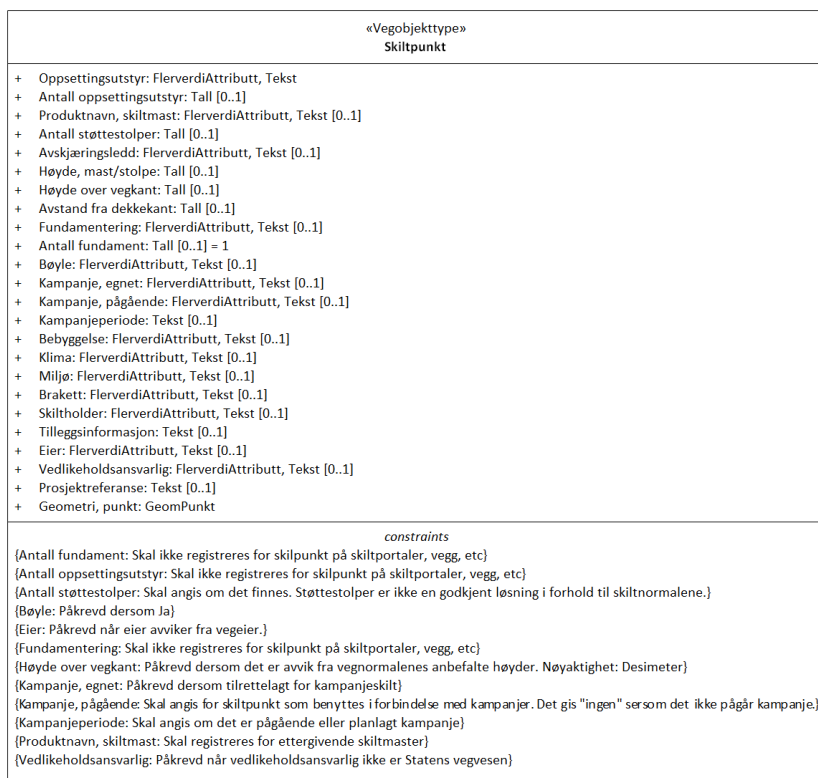 «Vegobjekttype»
Skiltpunkt
+ Oppsettingsutstyr: FlerverdiAttributt, Tekst
+ Antall oppsettingsutstyr: Tall [0..1]
+ Produktnavn, skiltmast: FlerverdiAttributt, Tekst [0..1]
+ Antall støttestolper: Tall [0..1]
+ Avskjæringsledd: FlerverdiAttributt, Tekst [0..1]
+ Høyde, mast/stolpe: Tall [0..1]
+ Høyde over vegkant: Tall [0..1]
+ Avstand fra dekkekant: Tall [0..1]
+ Fundamentering: FlerverdiAttributt, Tekst [0..1]
+ Antall fundament: Tall [0..1] = 1
+ Bøyle: FlerverdiAttributt, Tekst [0..1]
+ Kampanje, egnet: FlerverdiAttributt, Tekst [0..1]
+ Kampanje, pågående: FlerverdiAttributt, Tekst [0..1]
+ Kampanjeperiode: Tekst [0..1]
+ Bebyggelse: FlerverdiAttributt, Tekst [0..1]
+ Klima: FlerverdiAttributt, Tekst [0..1]
+ Miljø: FlerverdiAttributt, Tekst [0..1]
+ Brakett: FlerverdiAttributt, Tekst [0..1]
+ Skiltholder: FlerverdiAttributt, Tekst [0..1]
+ Tilleggsinformasjon: Tekst [0..1]
+ Eier: FlerverdiAttributt, Tekst [0..1]
+ Vedlikeholdsansvarlig: FlerverdiAttributt, Tekst [0..1]
+ Prosjektreferanse: Tekst [0..1]
+ Geometri, punkt: GeomPunkt
constraints
{Antall fundament: Skal ikke registreres for skilpunkt på skiltportaler, vegg, etc}
{Antall oppsettingsutstyr: Skal ikke registreres for skilpunkt på skiltportaler, vegg, etc}
{Antall støttestolper: Skal angis om det finnes. Støttestolper er ikke en godkjent løsning i forhold til skiltnormalene.}
{Bøyle: Påkrevd dersom Ja}
{Eier: Påkrevd når eier avviker fra vegeier.}
{Fundamentering: Skal ikke registreres for skilpunkt på skiltportaler, vegg, etc}
{Høyde over vegkant: Påkrevd dersom det er avvik fra vegnormalenes anbefalte høyder. Nøyaktighet: Desimeter}
{Kampanje, egnet: Påkrevd dersom tilrettelagt for kampanjeskilt}
{Kampanje, pågående: Skal angis for skiltpunkt som benyttes i forbindelse med kampanjer. Det gis "ingen" sersom det ikke pågår kampanje.}
{Kampanjeperiode: Skal angis om det er pågående eller planlagt kampanje}
{Produktnavn, skiltmast: Skal registreres for ettergivende skiltmaster}
{Vedlikeholdsansvarlig: Påkrevd når vedlikeholdsansvarlig ikke er Statens vegvesen}